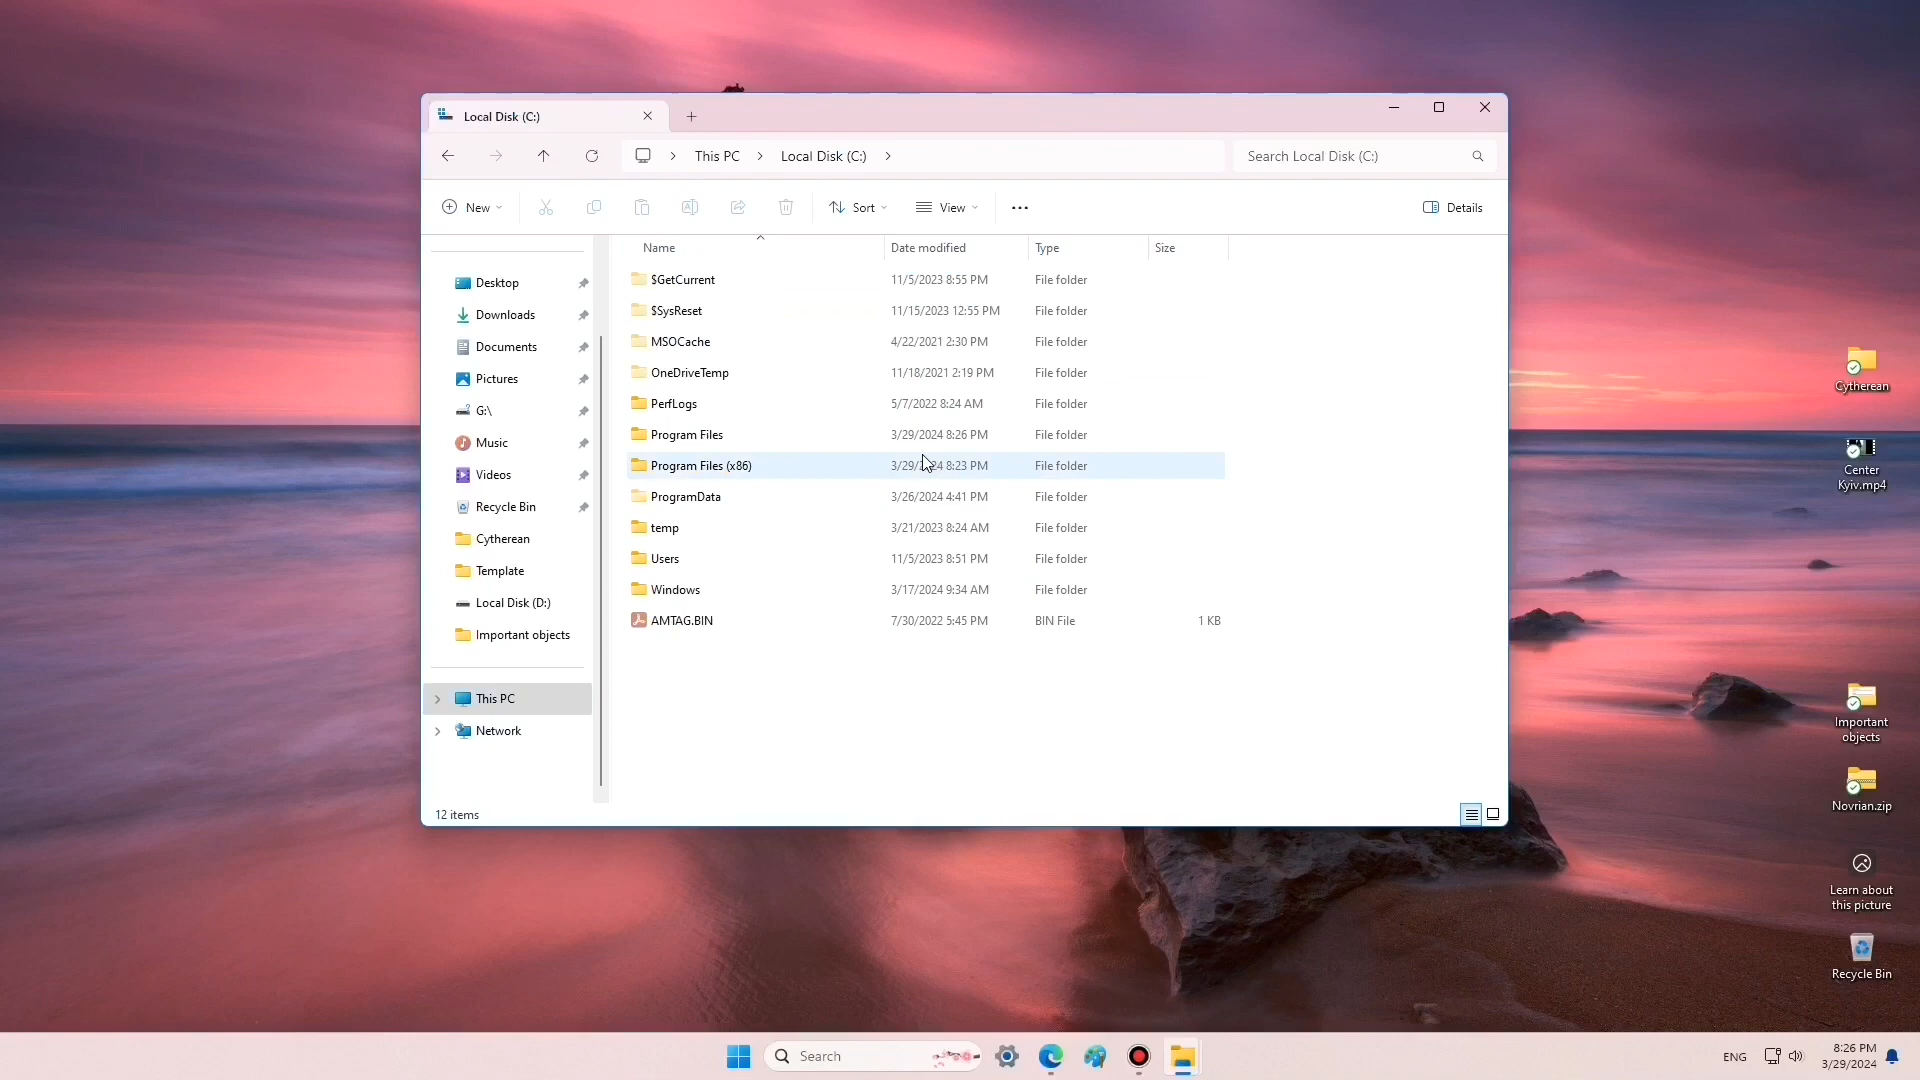 Local Disk (C:)
This PC > Local Disk (C:) >
Search Local Disk (C:)
New
Sort
View
Details
Name Date modified Type Size
$GetCurrent 11/5/2023 8:55 PM File folder
$SysReset 11/15/2023 12:55 PM File folder
MSOCache 4/22/2021 2:30 PM File folder
OneDriveTemp 11/18/2021 2:19 PM File folder
PerfLogs 5/7/2022 8:24 AM File folder
Program Files 3/29/2024 8:26 PM File folder
Program Files (x86) 3/29/2024 8:23 PM File folder
ProgramData 3/26/2024 4:41 PM File folder
temp 3/21/2023 8:24 AM File folder
Users 11/5/2023 8:51 PM File folder
Windows 3/17/2024 9:34 AM File folder
AMTAG.BIN 7/30/2022 5:45 PM BIN File 1 KB
Desktop
Downloads
Documents
Pictures
G:\
Music
Videos
Recycle Bin
Cytherean
Template
Local Disk (D:)
Important objects
This PC
Network
12 items
Cytherean
Center
Kyiv.mp4
Important
objects
Novrian.zip
Learn about
this picture
Recycle Bin
Search
ENG
8:26 PM
3/29/2024